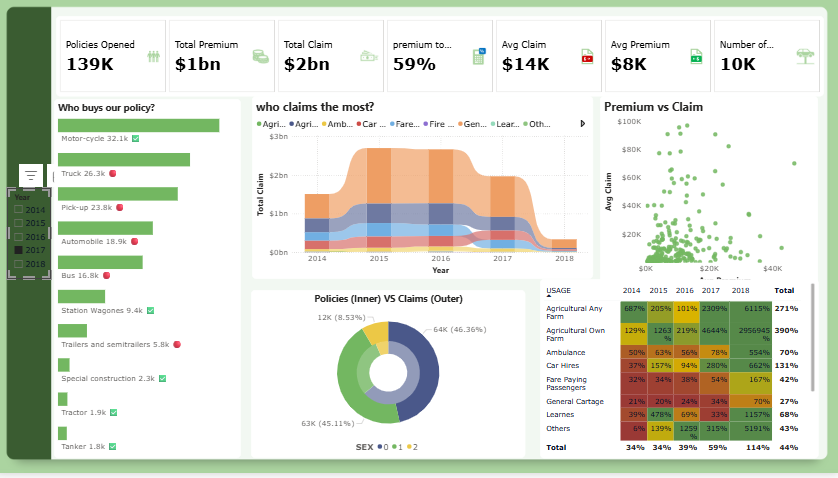 Policies Opened
139K
Total Premium
$1bn
Total Claim
$2bn
premium to...
59%
Avg Claim
$14K
Avg Premium
$8K
Number of...
10K
Year
2014
2015
2016
2017
2018
Who buys our policy?
Motor-cycle 32.1k
Truck 26.3k
Pick-up 23.8k
Automobile 18.9k
Bus 16.8k
Station Wagones 9.4k
Trailers and semitrailers 5.8k
Special construction 2.3k
Tractor 1.9k
Tanker 1.8k
who claims the most?
Agri... Agri... Amb... Car ... Fare... Fire ... Gen... Lear... Oth...
Total Claim
$3bn
$2bn
$1bn
$0bn
2014 2015 2016 2017 2018
Year
Premium vs Claim
Avg Claim
$100K
$80K
$60K
$40K
$20K
$0K $20K $40K
Policies (Inner) VS Claims (Outer)
12K (8.53%)
64K (46.36%)
63K (45.11%)
SEX 0 1 2
USAGE 2014 2015 2016 2017 2018 Total
Agricultural Any Farm 687% 205% 101% 2309% 6115% 271%
Agricultural Own Farm 129% 1263% 219% 4644% 2956945% 390%
Ambulance 50% 63% 56% 78% 554% 70%
Car Hires 37% 157% 94% 280% 662% 131%
Fare Paying Passengers 32% 34% 38% 54% 167% 42%
General Cartage 21% 20% 24% 34% 70% 27%
Learnes 39% 478% 69% 33% 1157% 68%
Others 6% 139% 1259% 315% 5191% 43%
Total 34% 34% 39% 59% 114% 44%